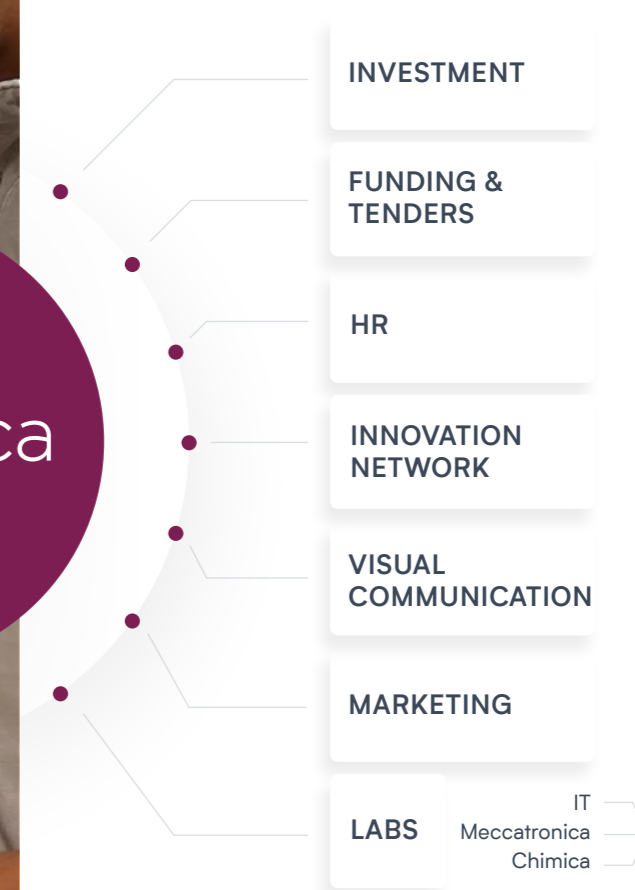 INVESTMENT
FUNDING &
TENDERS
HR
ca
INNOVATION
NETWORK
VISUAL
COMMUNICATION
MARKETING
LABS
IT
Meccatronica
Chimica